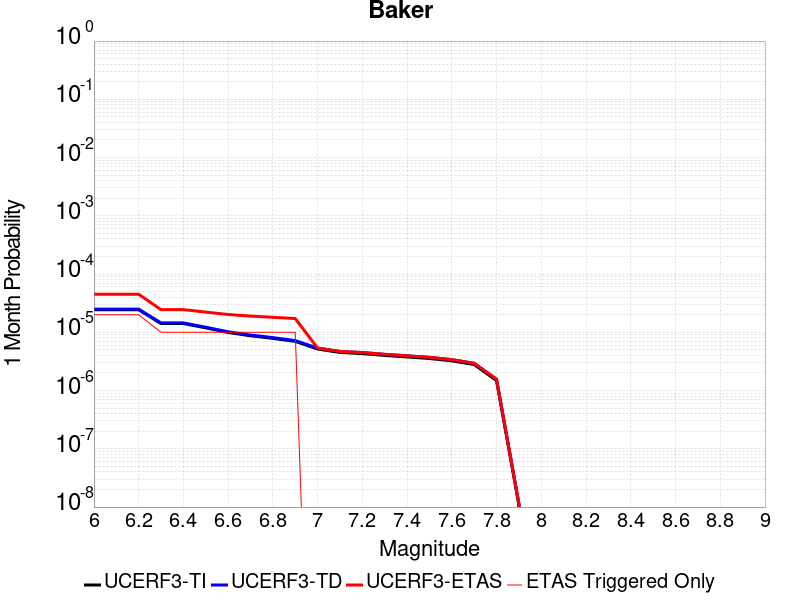 Baker
10^0
10^-1
10^-2
10^-3
10^-4
10^-5
10^-6
10^-7
10^-8
1 Month Probability
6 6.2 6.4 6.6 6.8 7 7.2 7.4 7.6 7.8 8 8.2 8.4 8.6 8.8 9
Magnitude
UCERF3-TI UCERF3-TD UCERF3-ETAS ETAS Triggered Only